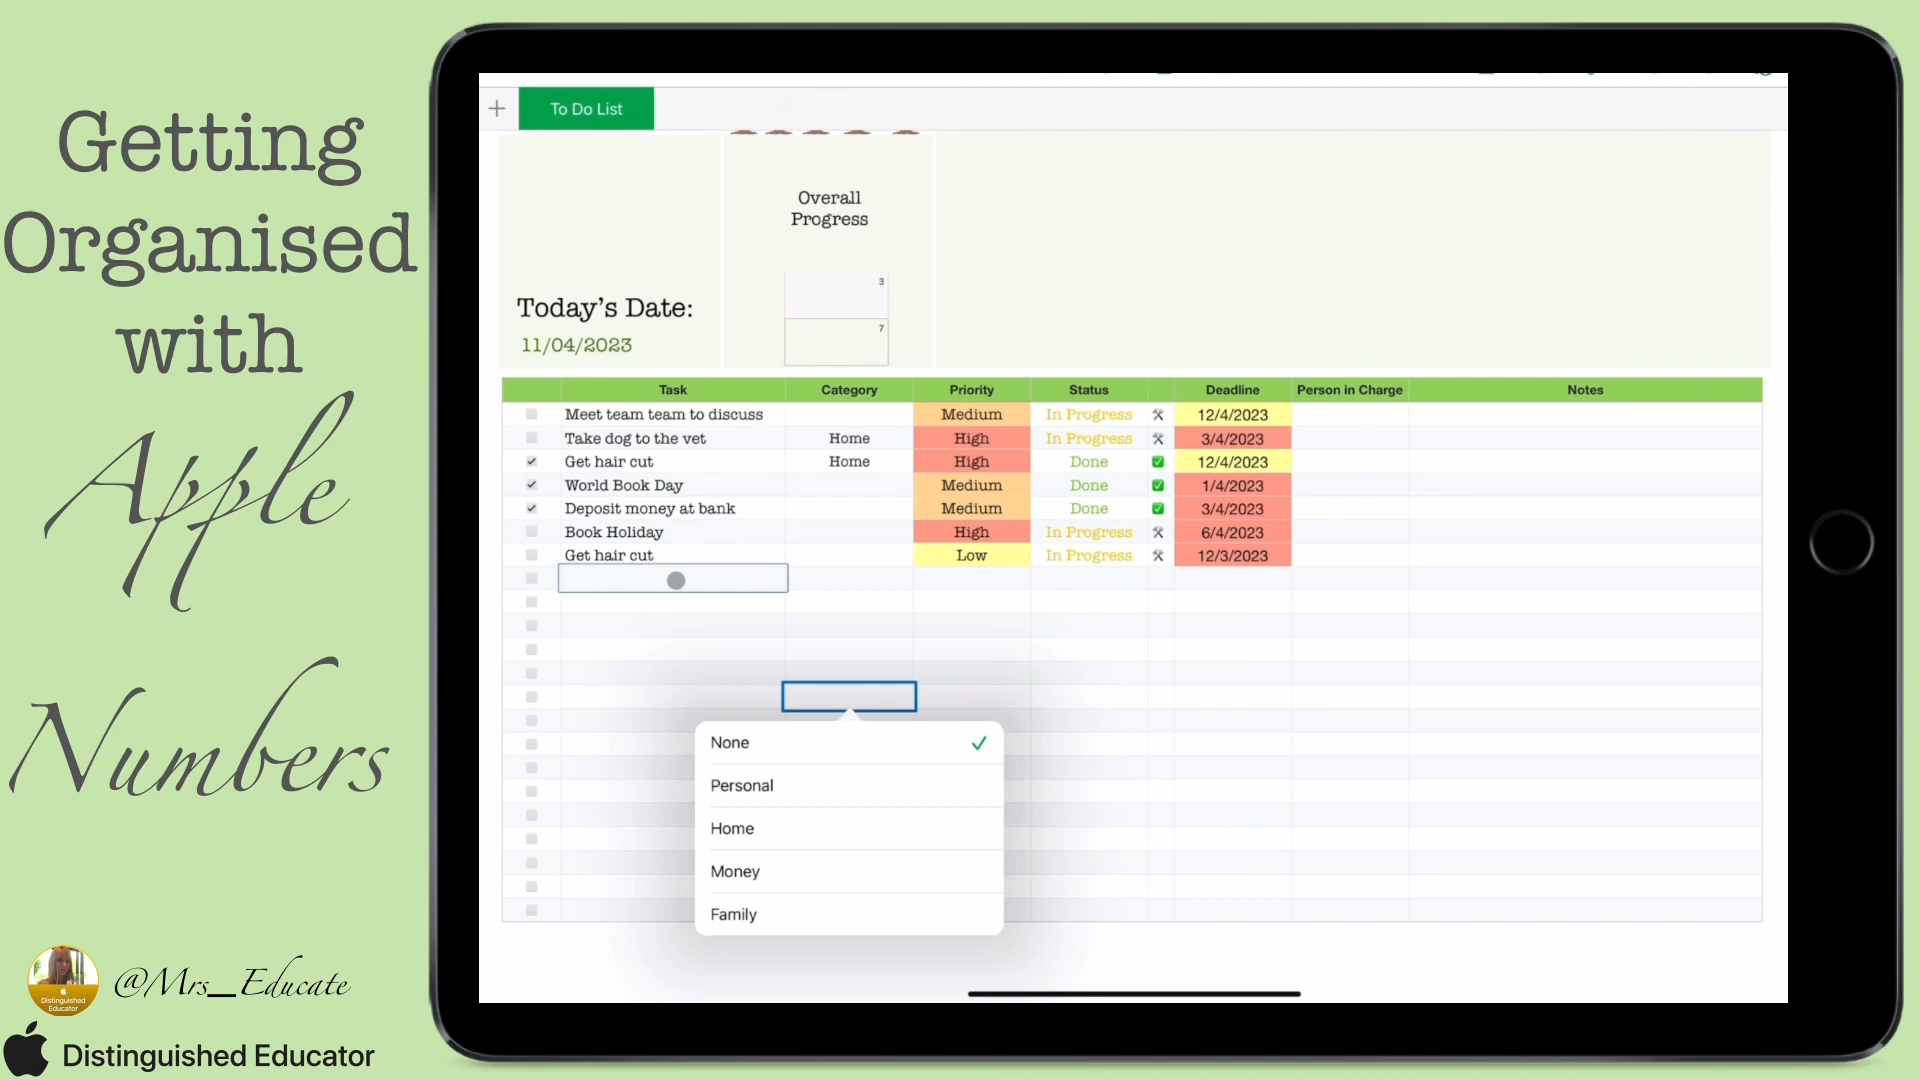 Getting
Organised
with
Apple
Numbers
@Mrs_Educate
Distinguished
Educator
Distinguished Educator
To Do List
Overall
Progress
3
7
Today's Date:
11/04/2023
Task Category Priority Status Deadline Person in Charge Notes
Meet team team to discuss Medium In Progress 12/4/2023
Take dog to the vet Home High In Progress 3/4/2023
Get hair cut Home High Done 12/4/2023
World Book Day Medium Done 1/4/2023
Deposit money at bank Medium Done 3/4/2023
Book Holiday High In Progress 6/4/2023
Get hair cut Low In Progress 12/3/2023
None
Personal
Home
Money
Family